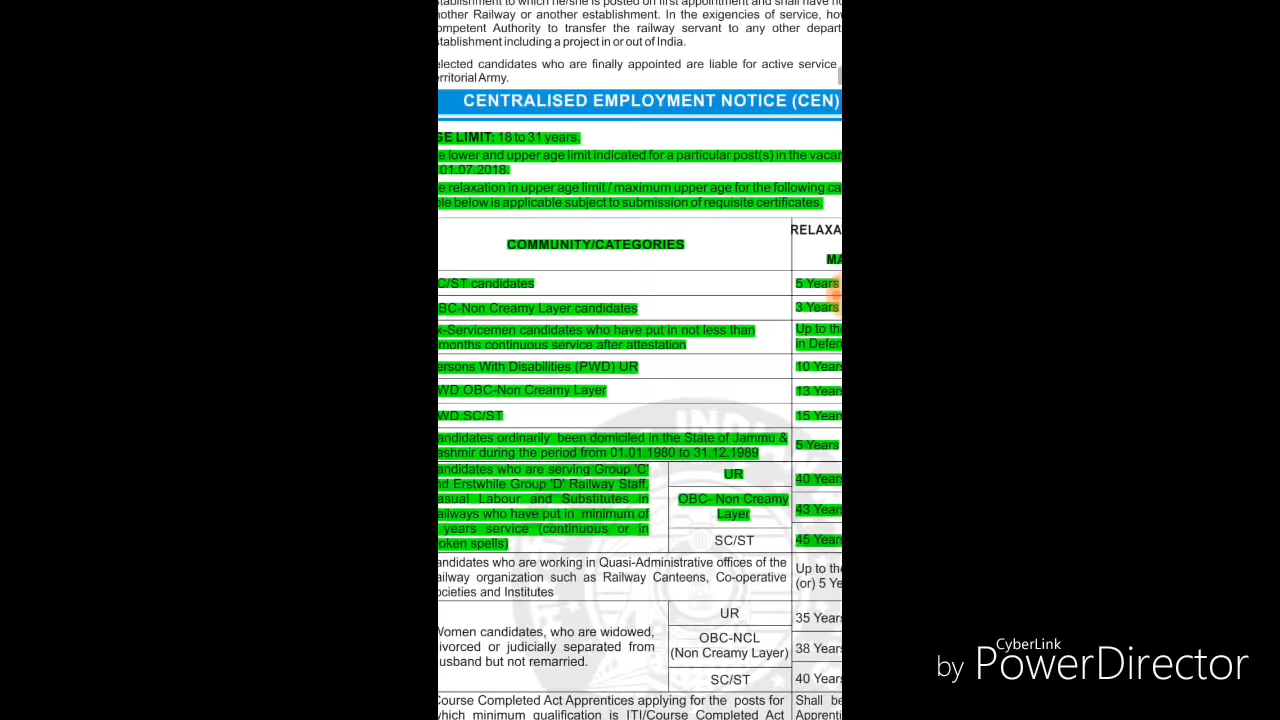 stablishment to which he/she is posted on first appointment and shall have no
nother Railway or another establishment. In the exigencies of service, how
ompetent Authority to transfer the railway servant to any other depart
stablishment including a project in or out of India.
elected candidates who are finally appointed are liable for active service
erritorial Army.
CENTRALISED EMPLOYMENT NOTICE (CEN)
GE LIMIT: 18 to 31 years.
e lower and upper age limit indicated for a particular post(s) in the vacan
01.07.2018.
e relaxation in upper age limit / maximum upper age for the following ca
ble below is applicable subject to submission of requisite certificates.
COMMUNITY/CATEGORIES
RELAXA
MA
C/ST candidates
5 Years
BC-Non Creamy Layer candidates
3 Years
x-Servicemen candidates who have put in not less than
months continuous service after attestation
Up to the
in Defen
ersons With Disabilities (PWD) UR
10 Years
WD OBC-Non Creamy Layer
13 Years
WD SC/ST
15 Years
andidates ordinarily been domiciled in the State of Jammu &
ashmir during the period from 01.01.1980 to 31.12.1989
5 Years
andidates who are serving Group 'C'
nd Erstwhile Group 'D' Railway Staff,
asual Labour and Substitutes in
ailways who have put in minimum of
years service (continuous or in
roken spells)
UR
40 Years
OBC- Non Creamy
Layer
43 Years
SC/ST
45 Years
andidates who are working in Quasi-Administrative offices of the
ailway organization such as Railway Canteens, Co-operative
ocieties and Institutes
Up to the
(or) 5 Ye
Women candidates, who are widowed,
ivorced or judicially separated from
usband but not remarried.
UR
35 Years
OBC-NCL
(Non Creamy Layer)
38 Years
SC/ST
40 Years
Course Completed Act Apprentices applying for the posts for
which minimum qualification is ITI/Course Completed Act
Shall be
Apprenti
INDIA
by CyberLink PowerDirector